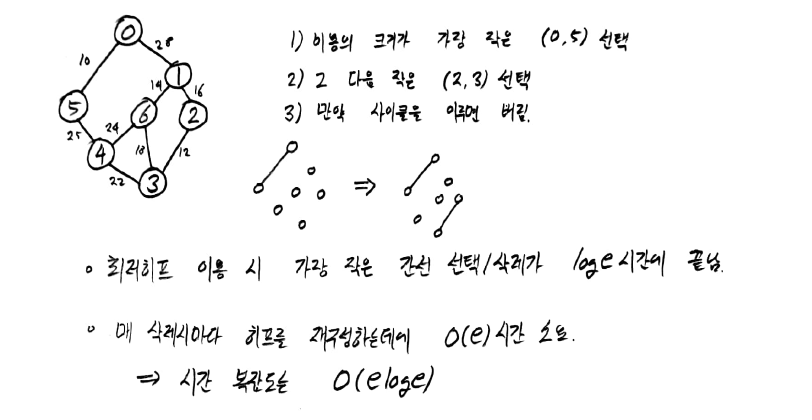 0
10
28
1
14
16
5
6
2
25
24
18
12
4
22
3
1) 비용의 크기가 가장 작은 (0,5) 선택
2) 그 다음 작은 (2,3) 선택
3) 만약 사이클을 이루면 버림.
⇒
◦ 최소히프 이용 시 가장 작은 간선 선택/삭제가 log e 시간에 끝남.
◦ 매 삭제시마다 히프를 재구성하는데에 O(e) 시간 소요.
⇒ 시간 복잡도는 O(e log e)